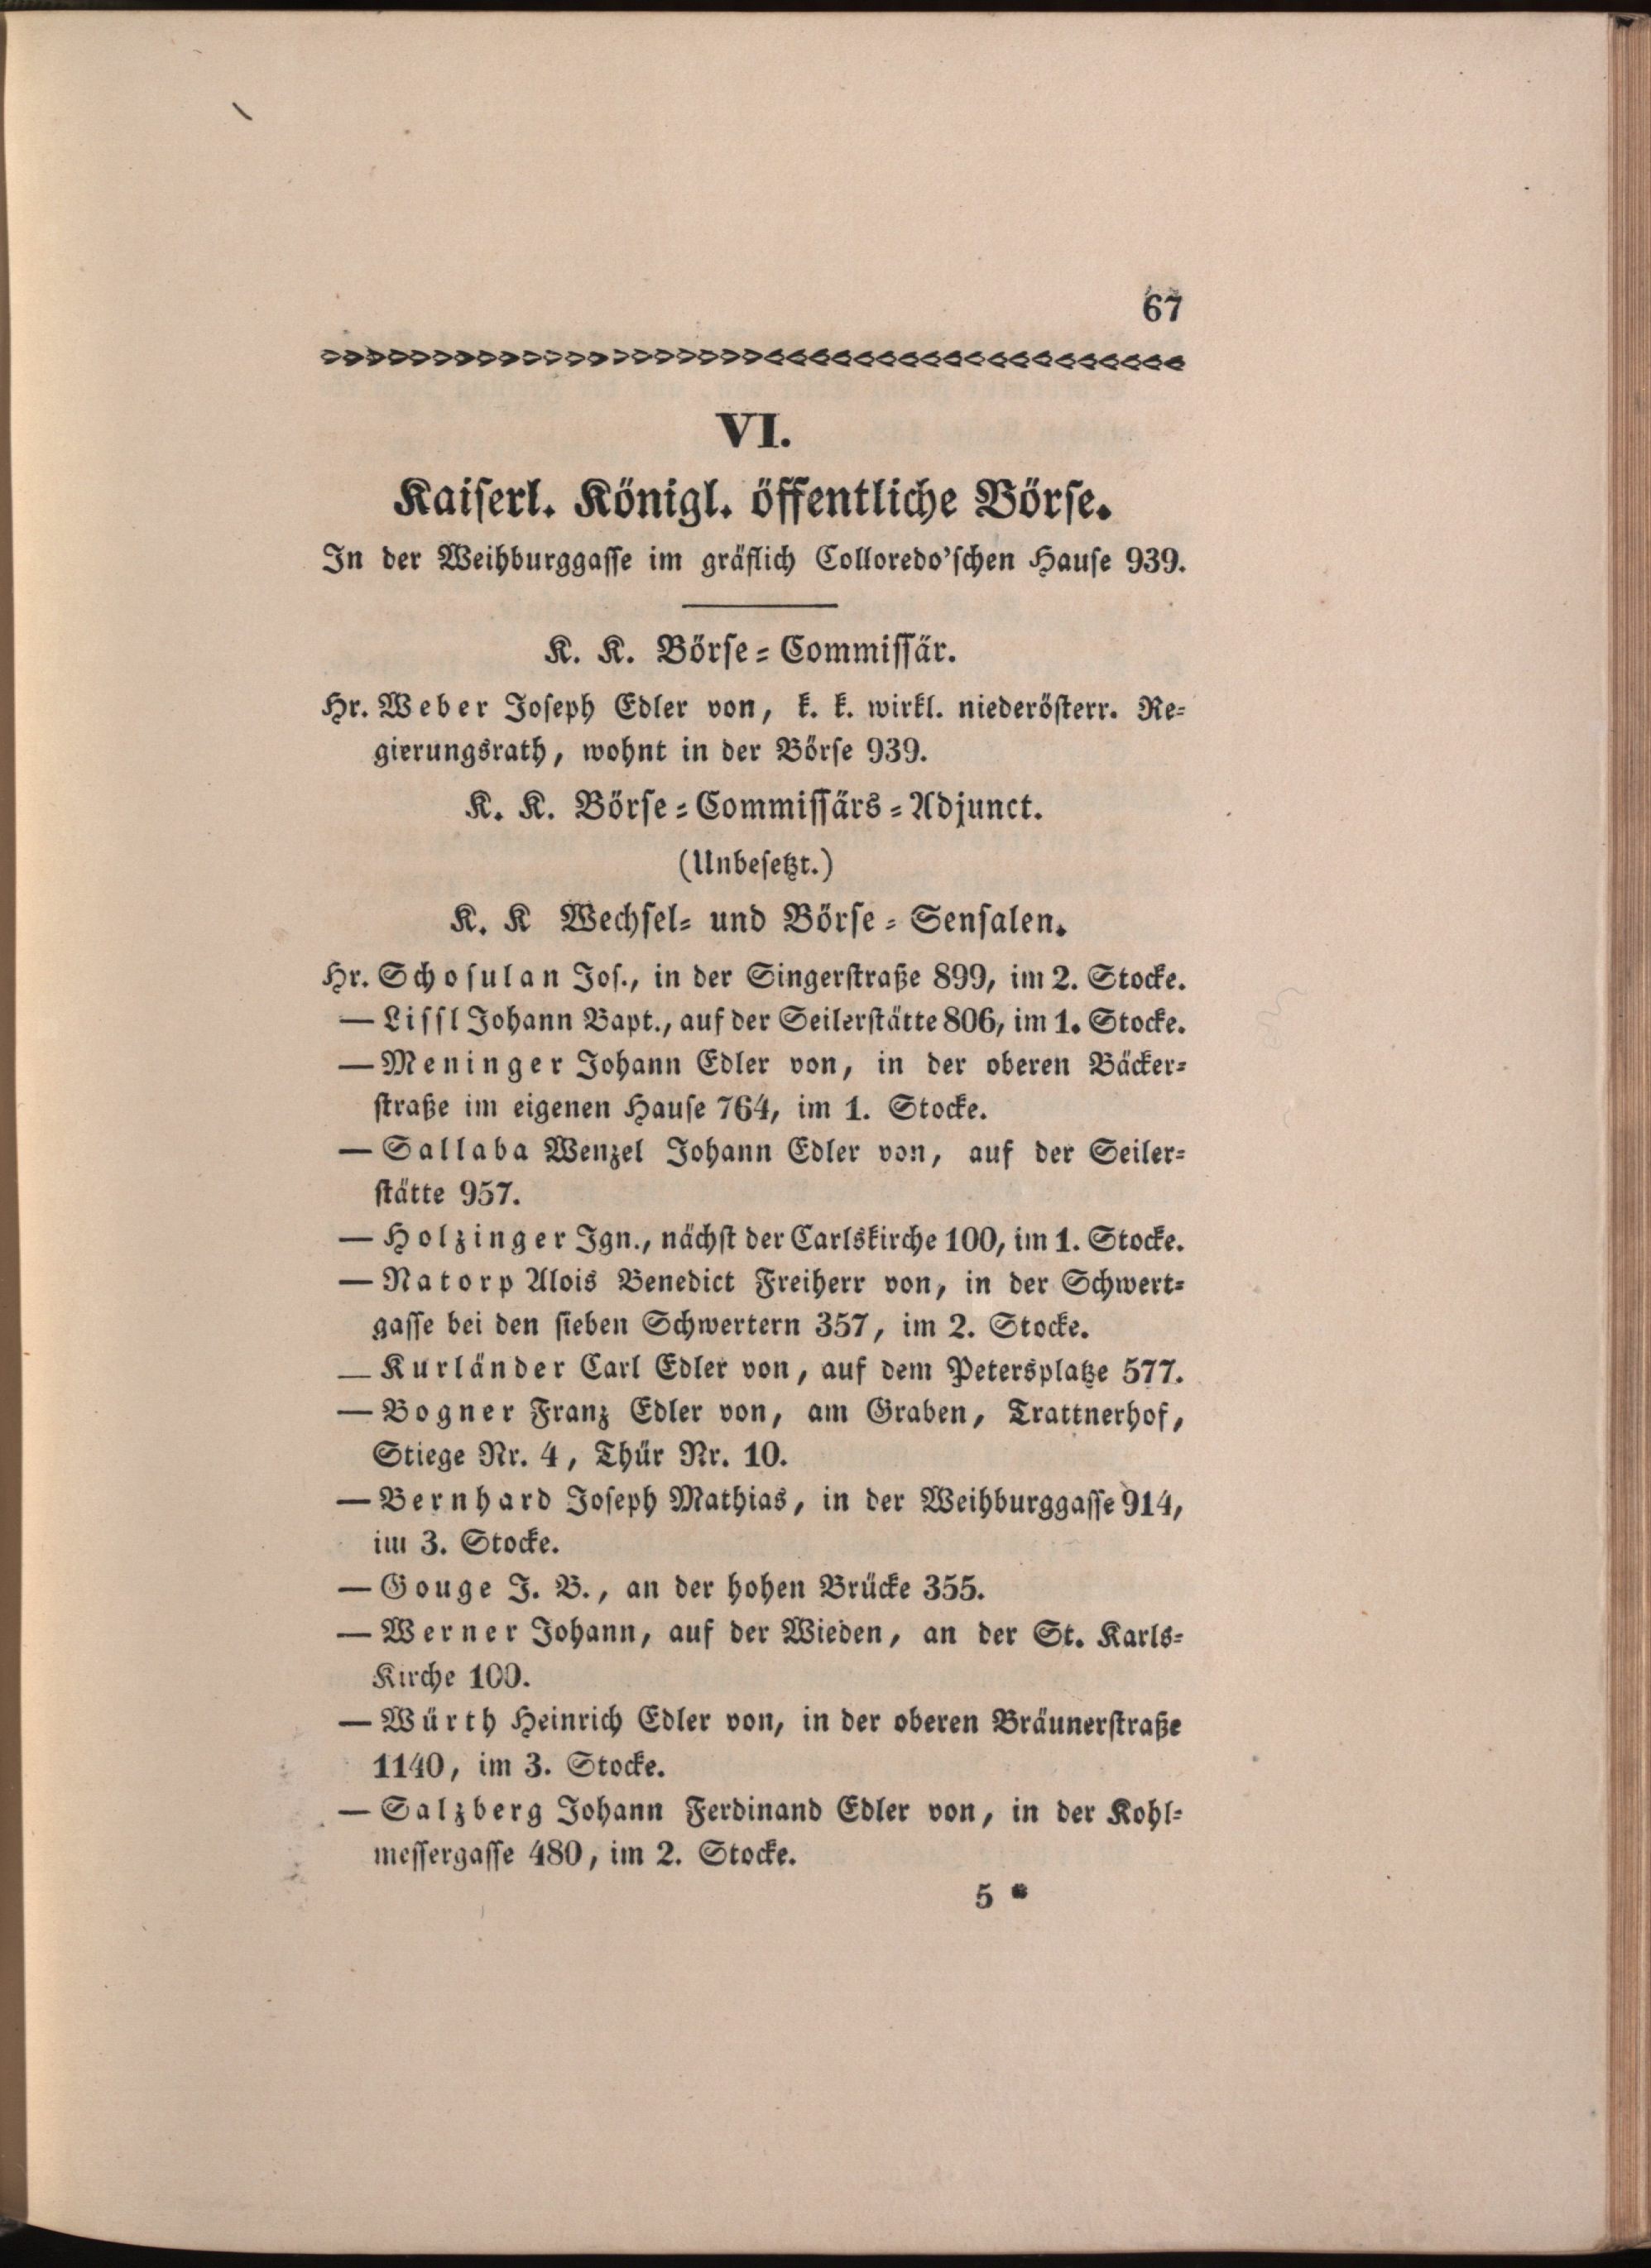 67
VI.
Kaiserl. Königl. öffentliche Börse.
In der Weihburggasse im gräflich Colloredo'schen Hause 939.
K. K. Börse-Commissär.
Hr. Weber Joseph Edler von, k. k. wirkl. niederösterr. Re-
gierungsrath, wohnt in der Börse 939.
K. K. Börse-Commissärs-Adjunct.
(Unbesetzt.)
K. K Wechsel- und Börse-Sensalen.
Hr. Schosulan Jos., in der Singerstraße 899, im 2. Stocke.
— Lissl Johann Bapt., auf der Seilerstätte 806, im 1. Stocke.
— Meninger Johann Edler von, in der oberen Bäcker-
straße im eigenen Hause 764, im 1. Stocke.
— Sallaba Wenzel Johann Edler von, auf der Seiler-
stätte 957.
— Holzinger Ign., nächst der Carlskirche 100, im 1. Stocke.
— Natorp Alois Benedict Freiherr von, in der Schwert-
gasse bei den sieben Schwertern 357, im 2. Stocke.
— Kurländer Carl Edler von, auf dem Petersplatze 577.
— Bogner Franz Edler von, am Graben, Trattnerhof,
Stiege Nr. 4, Thür Nr. 10.
— Bernhard Joseph Mathias, in der Weihburggasse 914,
im 3. Stocke.
— Gouge J. B., an der hohen Brücke 355.
— Werner Johann, auf der Wieden, an der St. Karls-
Kirche 100.
— Würth Heinrich Edler von, in der oberen Bräunerstraße
1140, im 3. Stocke.
— Salzberg Johann Ferdinand Edler von, in der Kohl-
messergasse 480, im 2. Stocke.
5 *